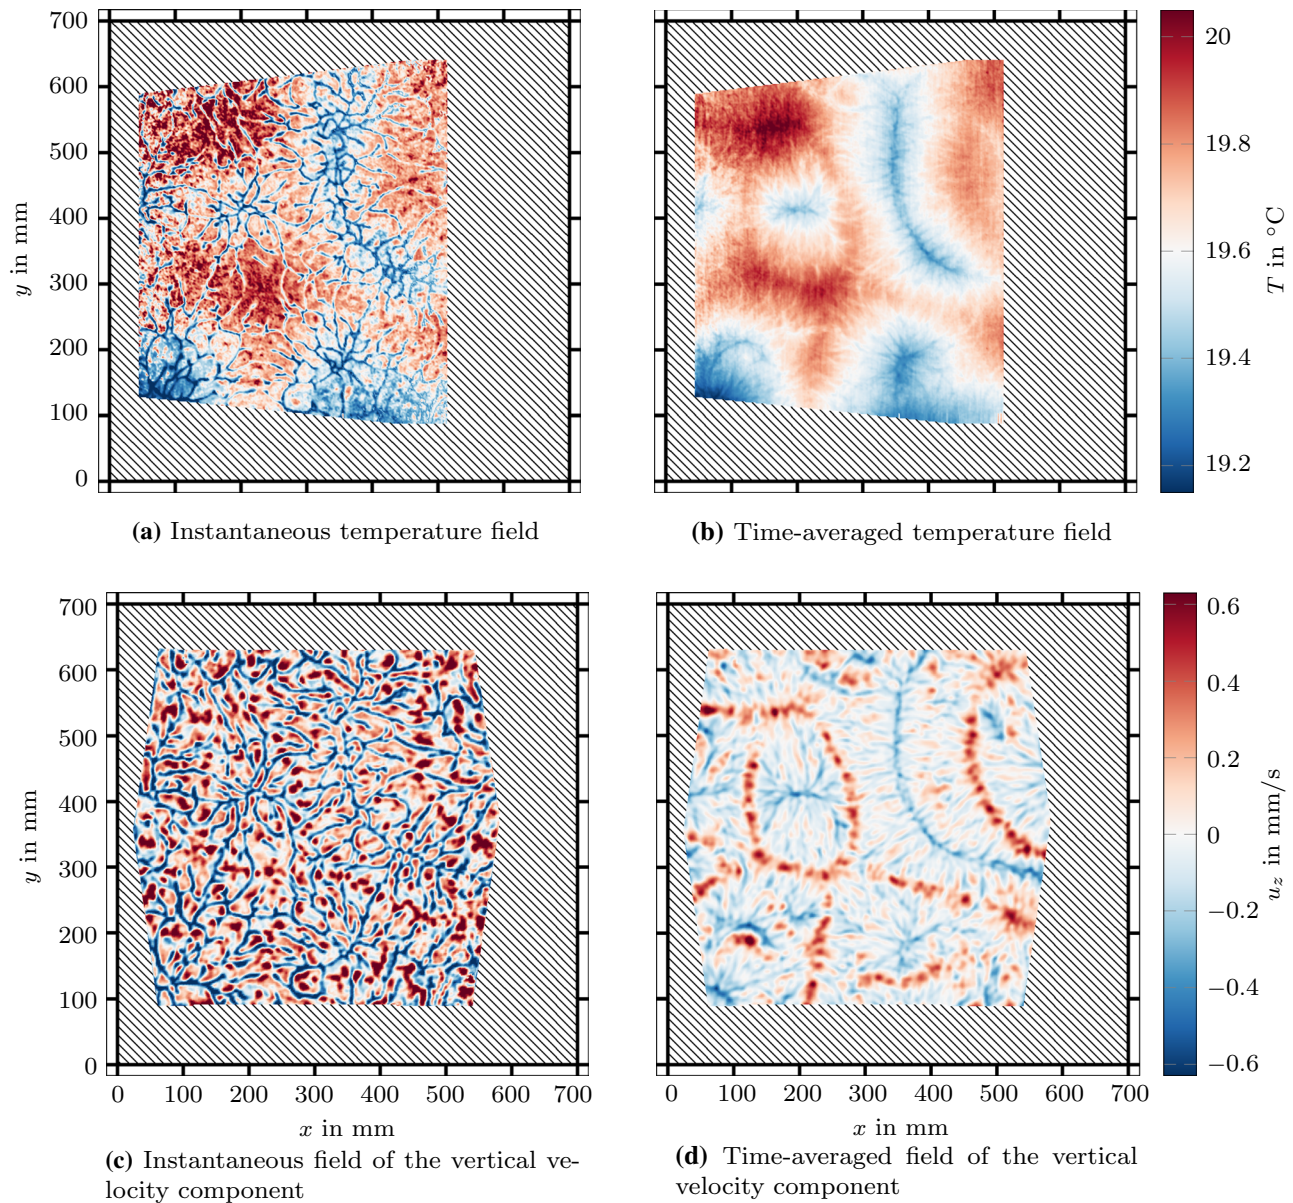 700
600
500
400
300
200
100
0
y in mm
20
19.8
19.6
19.4
19.2
T in °C
(a) Instantaneous temperature field
(b) Time-averaged temperature field
700
600
500
400
300
200
100
0
y in mm
0 100 200 300 400 500 600 700
x in mm
0 100 200 300 400 500 600 700
x in mm
0.6
0.4
0.2
0
−0.2
−0.4
−0.6
u_z in mm/s
(c) Instantaneous field of the vertical ve-
locity component
(d) Time-averaged field of the vertical
velocity component